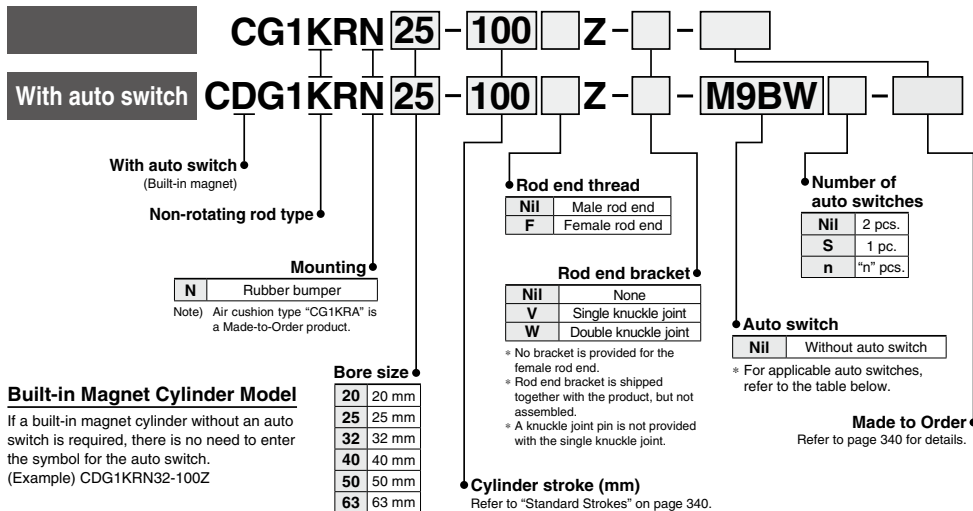 CG1KRN 25 - 100 Z - -
With auto switch CDG1KRN 25 - 100 Z - - M9BW -
With auto switch
(Built-in magnet)
Non-rotating rod type
Mounting
N Rubber bumper
Note) Air cushion type “CG1KRA” is
a Made-to-Order product.
Built-in Magnet Cylinder Model
If a built-in magnet cylinder without an auto
switch is required, there is no need to enter
the symbol for the auto switch.
(Example) CDG1KRN32-100Z
Bore size
20 20 mm
25 25 mm
32 32 mm
40 40 mm
50 50 mm
63 63 mm
Cylinder stroke (mm)
Refer to “Standard Strokes” on page 340.
Rod end thread
Nil Male rod end
F Female rod end
Rod end bracket
Nil None
V Single knuckle joint
W Double knuckle joint
* No bracket is provided for the
female rod end.
* Rod end bracket is shipped
together with the product, but not
assembled.
* A knuckle joint pin is not provided
with the single knuckle joint.
Number of
auto switches
Nil 2 pcs.
S 1 pc.
n “n” pcs.
Auto switch
Nil Without auto switch
* For applicable auto switches,
refer to the table below.
Made to Order
Refer to page 340 for details.